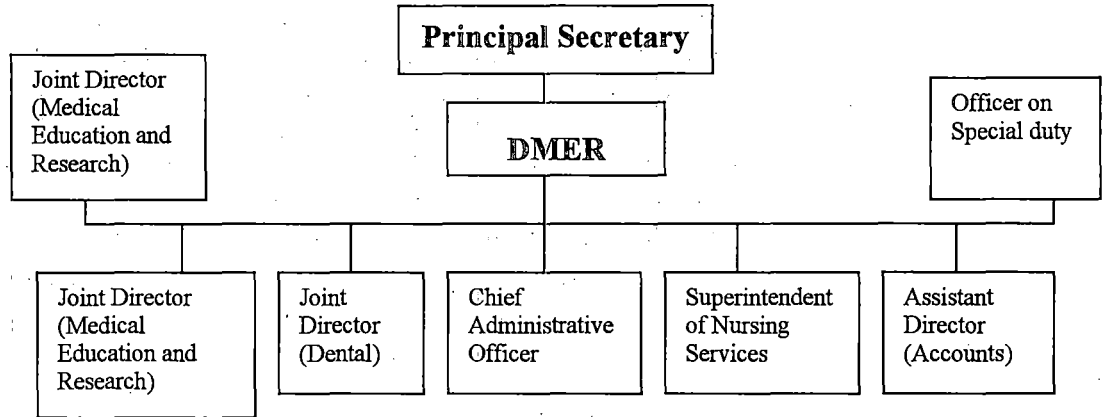 Principal Secretary
Joint Director
(Medical
Education and
Research)
DMER
Officer on
Special duty
Joint Director
(Medical
Education and
Research)
Joint
Director
(Dental)
Chief
Administrative
Officer
Superintendent
of Nursing
Services
Assistant
Director
(Accounts)